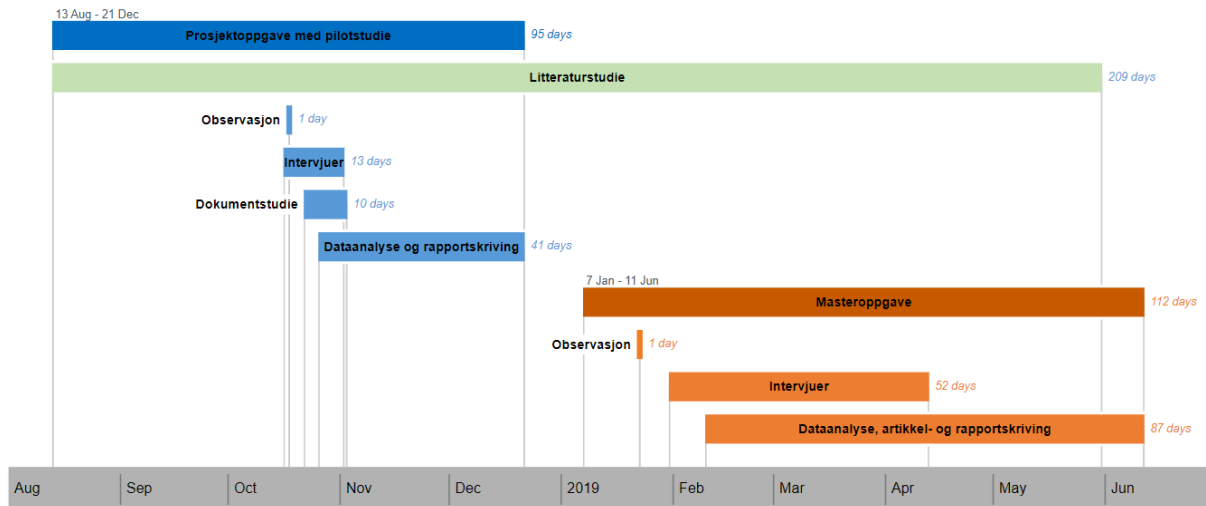 13 Aug - 21 Dec
Prosjektoppgave med pilotstudie 95 days
Litteraturstudie 209 days
Observasjon 1 day
Intervjuer 13 days
Dokumentstudie 10 days
Dataanalyse og rapportskriving 41 days
7 Jan - 11 Jun
Masteroppgave 112 days
Observasjon 1 day
Intervjuer 52 days
Dataanalyse, artikkel- og rapportskriving 87 days
Aug Sep Oct Nov Dec 2019 Feb Mar Apr May Jun